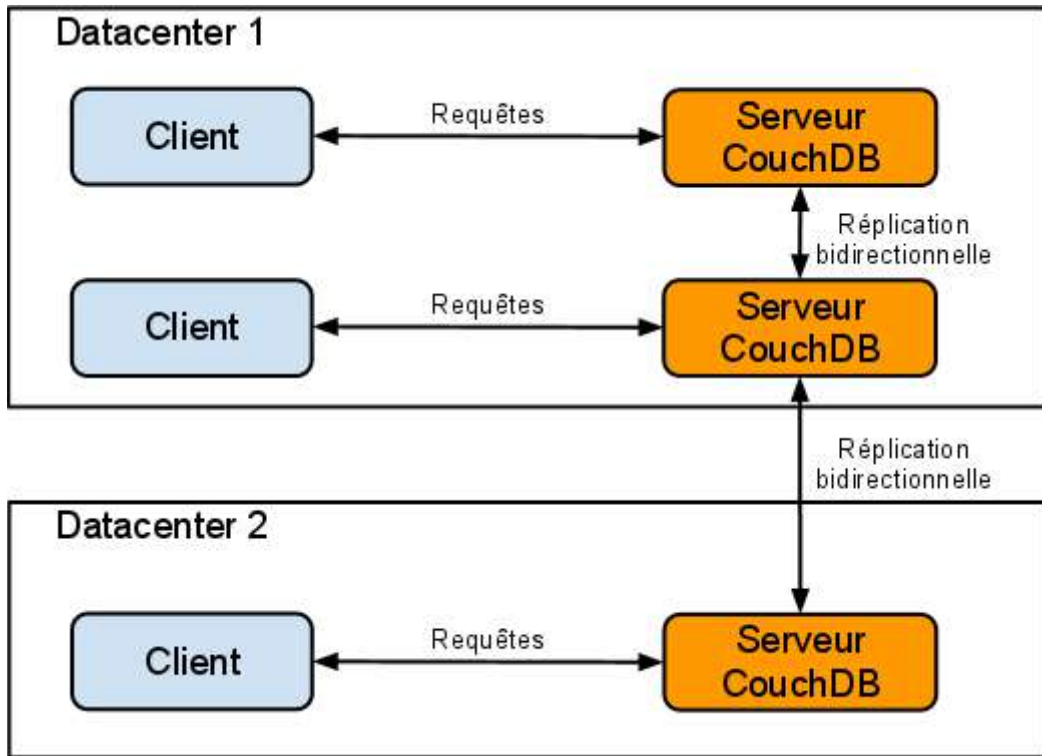 Datacenter 1
Client
Requêtes
Serveur
CouchDB
Réplication
bidirectionnelle
Client
Requêtes
Serveur
CouchDB
Réplication
bidirectionnelle
Datacenter 2
Client
Requêtes
Serveur
CouchDB